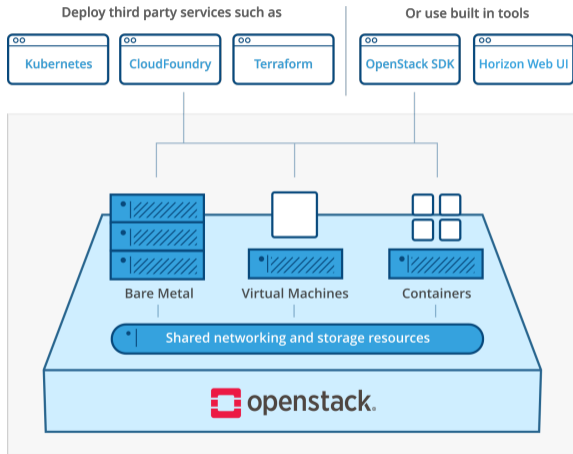 Deploy third party services such as
Or use built in tools
Kubernetes
CloudFoundry
Terraform
OpenStack SDK
Horizon Web UI
Bare Metal
Virtual Machines
Containers
Shared networking and storage resources
openstack.